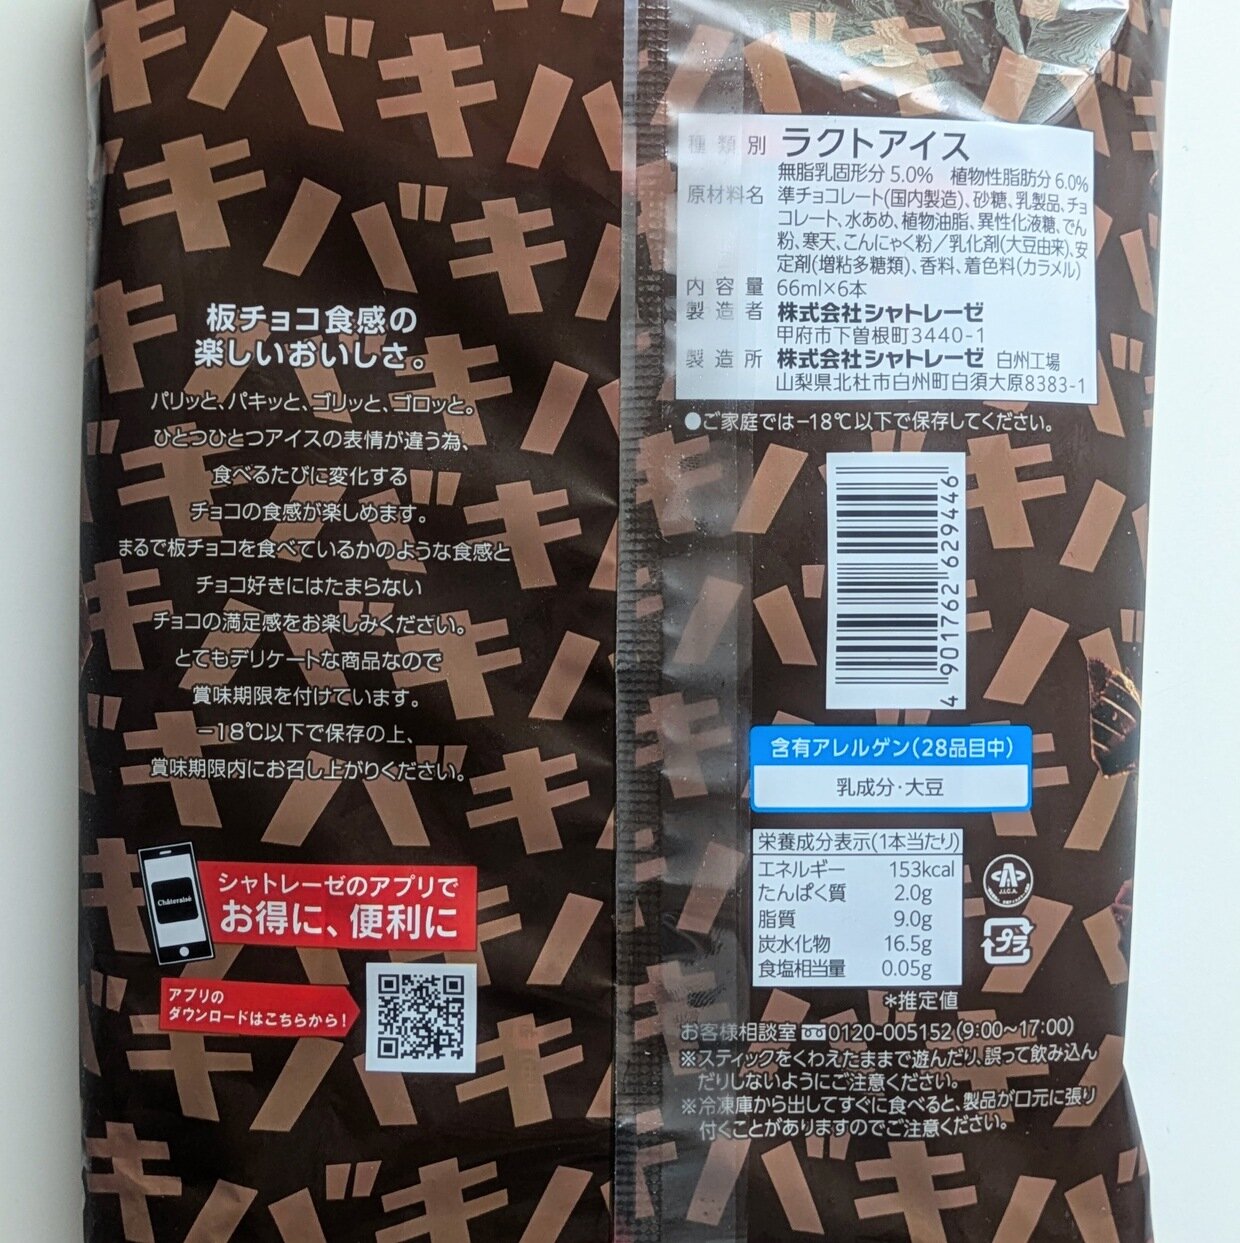 板チョコ食感の
楽しいおいしさ。
パリッと、パキッと、ゴリッと、ゴロッと。
ひとつひとつアイスの表情が違う為、
食べるたびに変化する
チョコの食感が楽しめます。
まるで板チョコを食べているかのような食感と
チョコ好きにはたまらない
チョコの満足感をお楽しみください。
とてもデリケートな商品なので
賞味期限を付けています。
−18℃以下で保存の上、
賞味期限内にお召し上がりください。
Châteraisé
シャトレーゼのアプリで
お得に、便利に
アプリの
ダウンロードはこちらから!
種類別 ラクトアイス
無脂乳固形分 5.0% 植物性脂肪分 6.0%
原材料名 準チョコレート(国内製造)、砂糖、乳製品、チョ
コレート、水あめ、植物油脂、異性化液糖、でん
粉、寒天、こんにゃく粉/乳化剤(大豆由来)、安
定剤(増粘多糖類)、香料、着色料(カラメル)
内容量 66ml×6本
製造者 株式会社シャトレーゼ
甲府市下曽根町3440-1
製造所 株式会社シャトレーゼ 白州工場
山梨県北杜市白州町白須大原8383-1
●ご家庭では−18℃以下で保存してください。
4 901762 629446
含有アレルゲン(28品目中)
乳成分・大豆
栄養成分表示(1本当たり)
エネルギー 153kcal
たんぱく質 2.0g
脂質 9.0g
炭水化物 16.5g
食塩相当量 0.05g
*推定値
A
J.I.C.A.
プラ
お客様相談室 0120-005152(9:00〜17:00)
※スティックをくわえたままで遊んだり、誤って飲み込ん
だりしないようにご注意ください。
※冷凍庫から出してすぐに食べると、製品が口元に張り
付くことがありますのでご注意ください。